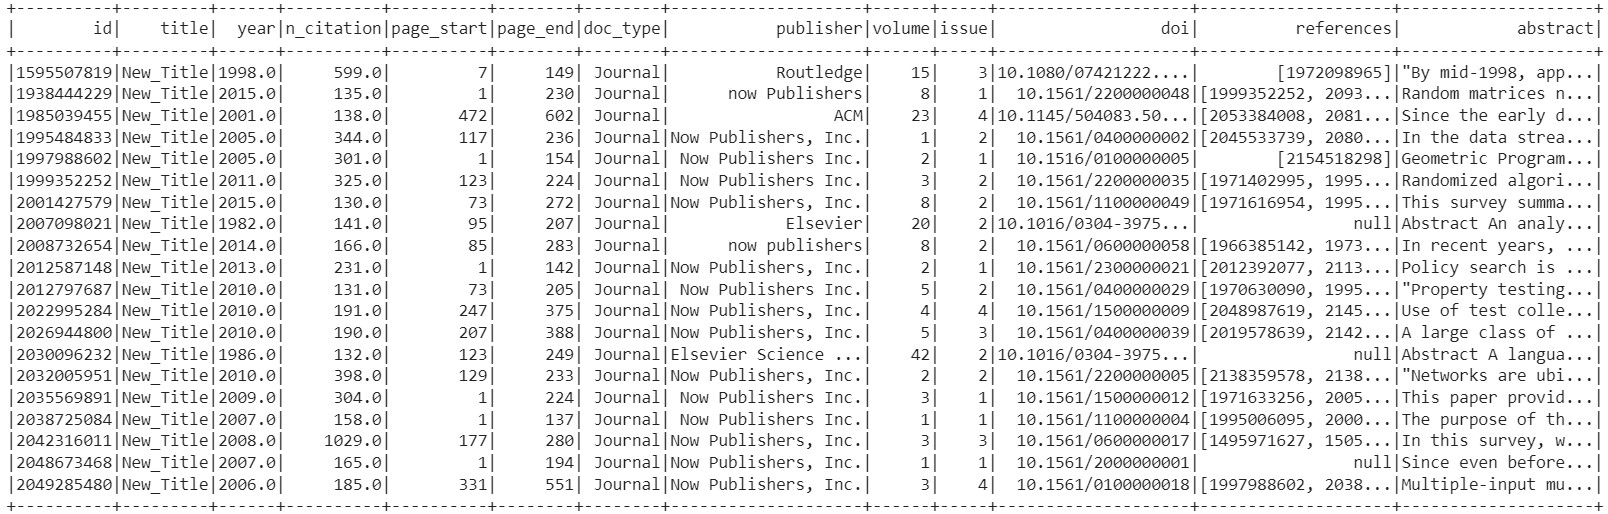 +----------+---------+------+----------+----------+--------+--------+--------------------+------+-----+--------------------+--------------------+--------------------+
|        id|    title|  year|n_citation|page_start|page_end|doc_type|           publisher|volume|issue|                 doi|          references|            abstract|
+----------+---------+------+----------+----------+--------+--------+--------------------+------+-----+--------------------+--------------------+--------------------+
|1595507819|New_Title|1998.0|     599.0|         7|     149| Journal|           Routledge|    15|    3|10.1080/07421222....|        [1972098965]|"By mid-1998, app...|
|1938444229|New_Title|2015.0|     135.0|         1|     230| Journal|      now Publishers|     8|    1|  10.1561/2200000048|[1999352252, 2093...|Random matrices n...|
|1985039455|New_Title|2001.0|     138.0|       472|     602| Journal|                 ACM|    23|    4|10.1145/504083.50...|[2053384008, 2081...|Since the early d...|
|1995484833|New_Title|2005.0|     344.0|       117|     236| Journal|Now Publishers, Inc.|     1|    2|  10.1561/0400000002|[2045533739, 2080...|In the data strea...|
|1997988602|New_Title|2005.0|     301.0|         1|     154| Journal| Now Publishers Inc.|     2|    1|  10.1516/0100000005|        [2154518298]|Geometric Program...|
|1999352252|New_Title|2011.0|     325.0|       123|     224| Journal| Now Publishers Inc.|     3|    2|  10.1561/2200000035|[1971402995, 1995...|Randomized algori...|
|2001427579|New_Title|2015.0|     130.0|        73|     272| Journal|Now Publishers, Inc.|     8|    2|  10.1561/1100000049|[1971616954, 1995...|This survey summa...|
|2007098021|New_Title|1982.0|     141.0|        95|     207| Journal|            Elsevier|    20|    2|10.1016/0304-3975...|                null|Abstract An analy...|
|2008732654|New_Title|2014.0|     166.0|        85|     283| Journal|      now publishers|     8|    2|  10.1561/0600000058|[1966385142, 1973...|In recent years, ...|
|2012587148|New_Title|2013.0|     231.0|         1|     142| Journal|Now Publishers, Inc.|     2|    1|  10.1561/2300000021|[2012392077, 2113...|Policy search is ...|
|2012797687|New_Title|2010.0|     131.0|        73|     205| Journal|Now Publishers, Inc.|     5|    2|  10.1561/0400000029|[1970630090, 1995...|"Property testing...|
|2022995284|New_Title|2010.0|     191.0|       247|     375| Journal|Now Publishers, Inc.|     4|    4|  10.1561/1500000009|[2048987619, 2145...|Use of test colle...|
|2026944800|New_Title|2010.0|     190.0|       207|     388| Journal|Now Publishers, Inc.|     5|    3|  10.1561/0400000039|[2019578639, 2142...|A large class of ...|
|2030096232|New_Title|1986.0|     132.0|       123|     249| Journal|Elsevier Science ...|    42|    2|10.1016/0304-3975...|                null|Abstract A langua...|
|2032005951|New_Title|2010.0|     398.0|       129|     233| Journal|Now Publishers, Inc.|     2|    2|  10.1561/2200000005|[2138359578, 2138...|"Networks are ubi...|
|2035569891|New_Title|2009.0|     304.0|         1|     224| Journal|Now Publishers, Inc.|     3|    1|  10.1561/1500000012|[1971633256, 2005...|This paper provid...|
|2038725084|New_Title|2007.0|     158.0|         1|     137| Journal|Now Publishers, Inc.|     1|    1|  10.1561/1100000004|[1995006095, 2000...|The purpose of th...|
|2042316011|New_Title|2008.0|    1029.0|       177|     280| Journal|Now Publishers, Inc.|     3|    3|  10.1561/0600000017|[1495971627, 1505...|In this survey, w...|
|2048673468|New_Title|2007.0|     165.0|         1|     194| Journal|Now Publishers, Inc.|     1|    1|  10.1561/2000000001|                null|Since even before...|
|2049285480|New_Title|2006.0|     185.0|       331|     551| Journal|Now Publishers, Inc.|     3|    4|  10.1561/0100000018|[1997988602, 2038...|Multiple-input mu...|
+----------+---------+------+----------+----------+--------+--------+--------------------+------+-----+--------------------+--------------------+--------------------+